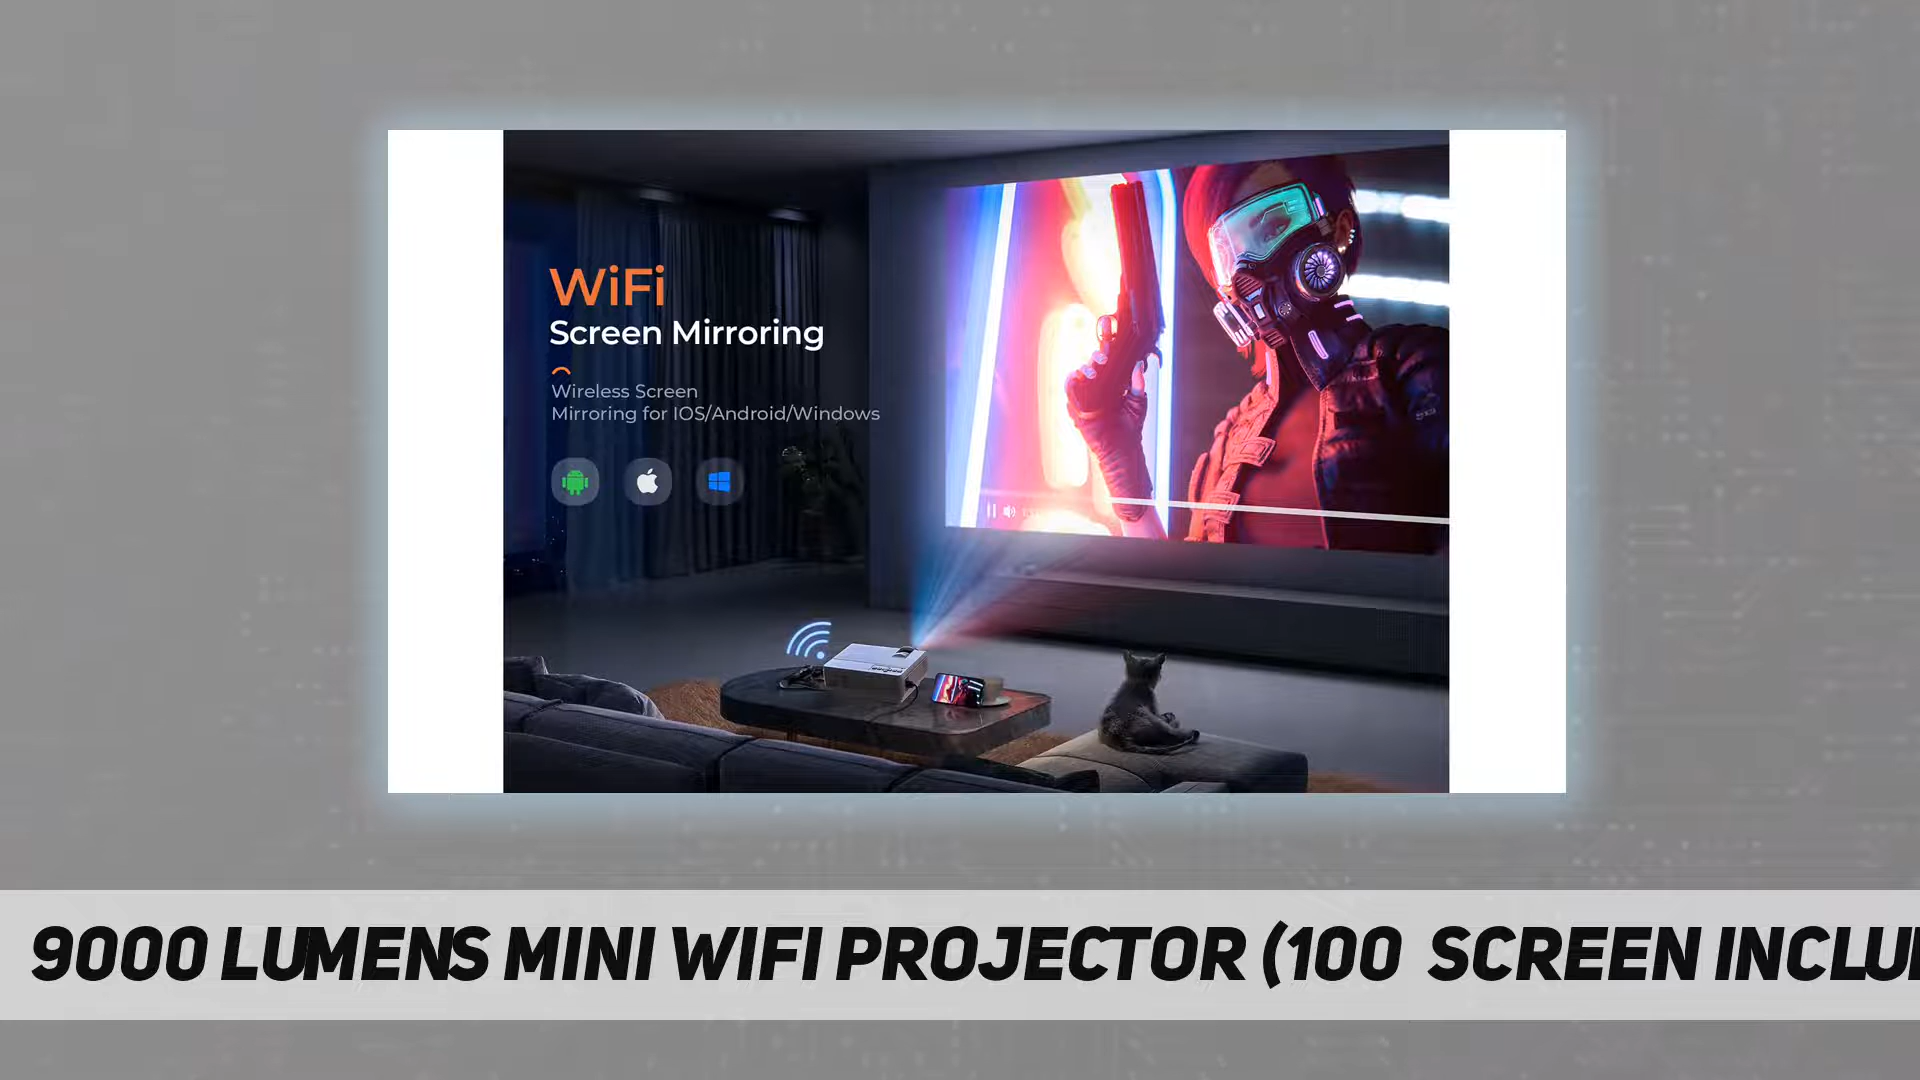 WiFi
Screen Mirroring
Wireless Screen
Mirroring for IOS/Android/Windows
9000 LUMENS MINI WIFI PROJECTOR (100 SCREEN INCLU